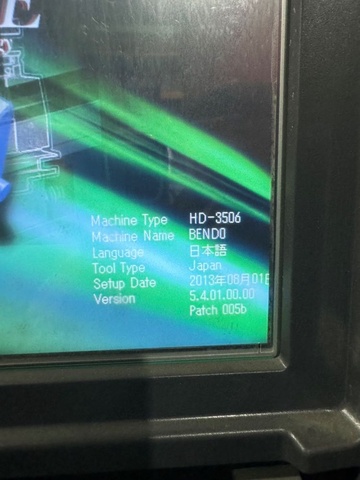 E
Machine Type HD-3506
Machine Name BENDO
Language 日本語
Tool Type Japan
Setup Date 2013年06月01日
Version 5.4.01.00.00
Patch 005b